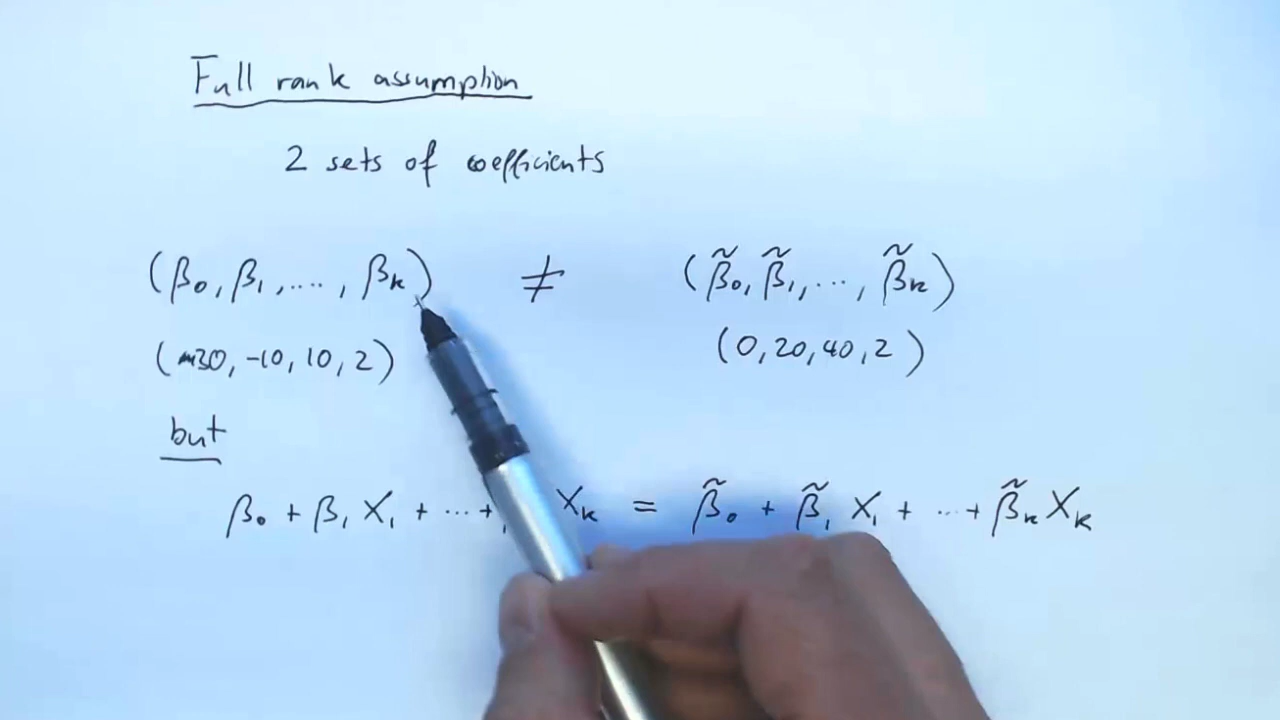 Full rank assumption
2 sets of coefficients
(β₀, β₁, ...., βₖ) ≠ (β̃₀, β̃₁, ..., β̃ₖ)
(30, -10, 10, 2) (0, 20, 40, 2)
but
β₀ + β₁ X₁ + ... + Xₖ = β̃₀ + β̃₁ X₁ + ... + β̃ₖ Xₖ